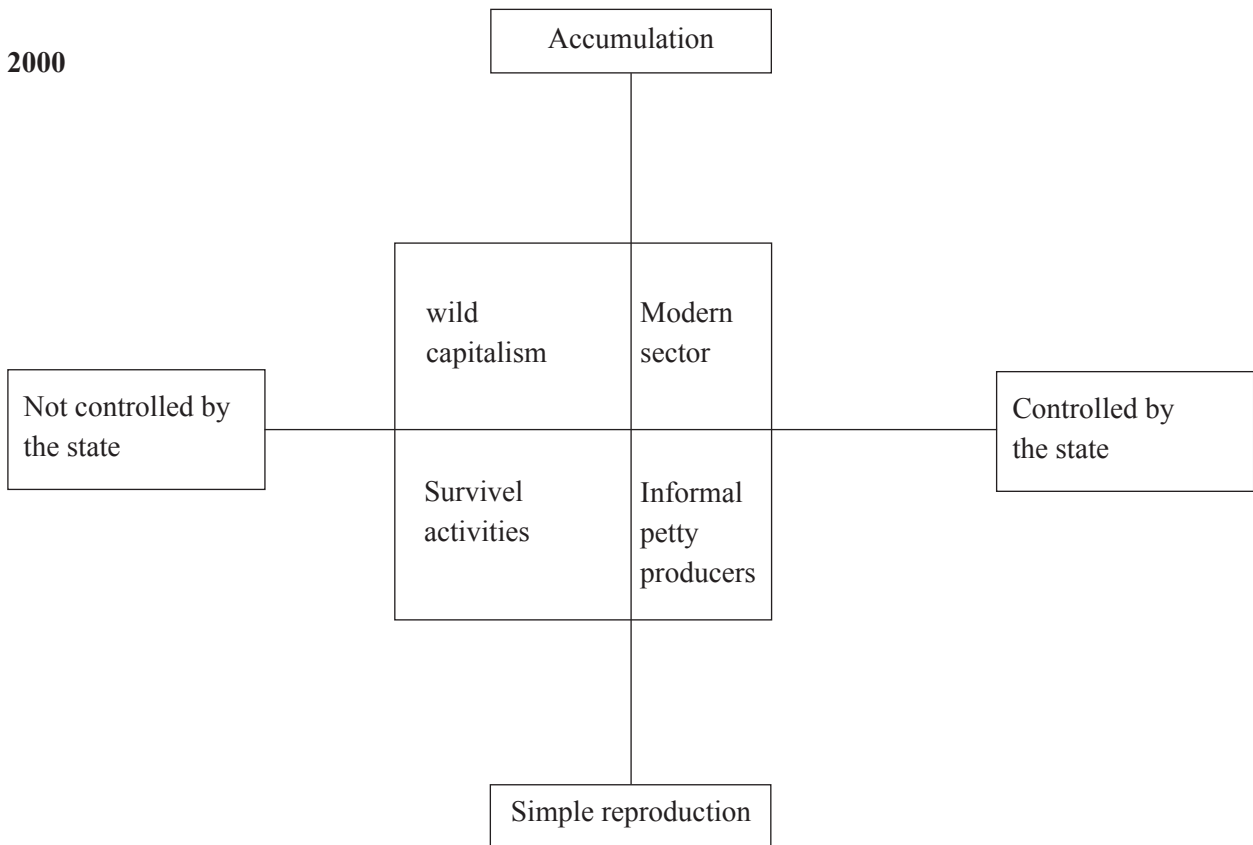 Accumulation
2000
wild
capitalism
Modern
sector
Not controlled by
the state
Controlled by
the state
Survivel
activities
Informal
petty
producers
Simple reproduction